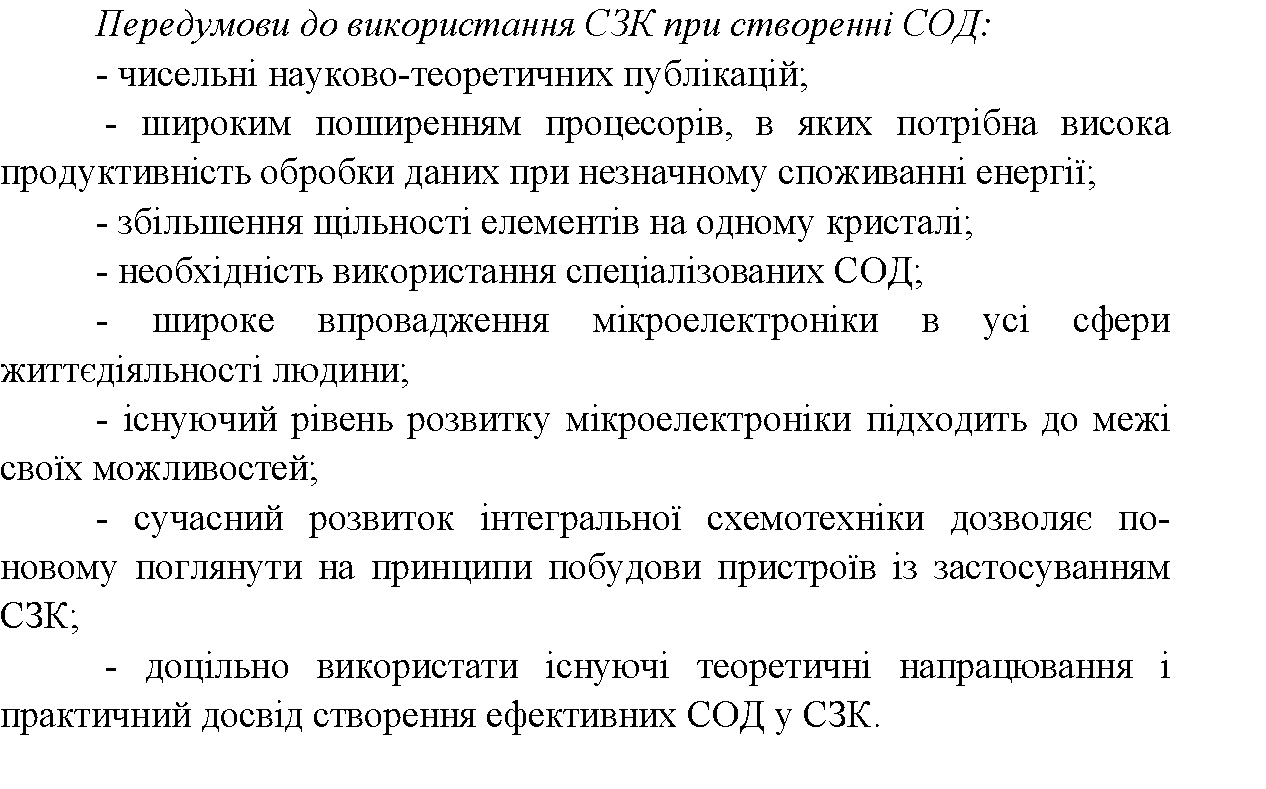 Передумови до використання СЗК при створенні СОД:
- чисельні науково-теоретичних публікацій;
- широким поширенням процесорів, в яких потрібна висока
продуктивність обробки даних при незначному споживанні енергії;
- збільшення щільності елементів на одному кристалі;
- необхідність використання спеціалізованих СОД;
- широке впровадження мікроелектроніки в усі сфери
життєдіяльності людини;
- існуючий рівень розвитку мікроелектроніки підходить до межі
своїх можливостей;
- сучасний розвиток інтегральної схемотехніки дозволяє по-
новому поглянути на принципи побудови пристроїв із застосуванням
СЗК;
- доцільно використати існуючі теоретичні напрацювання і
практичний досвід створення ефективних СОД у СЗК.